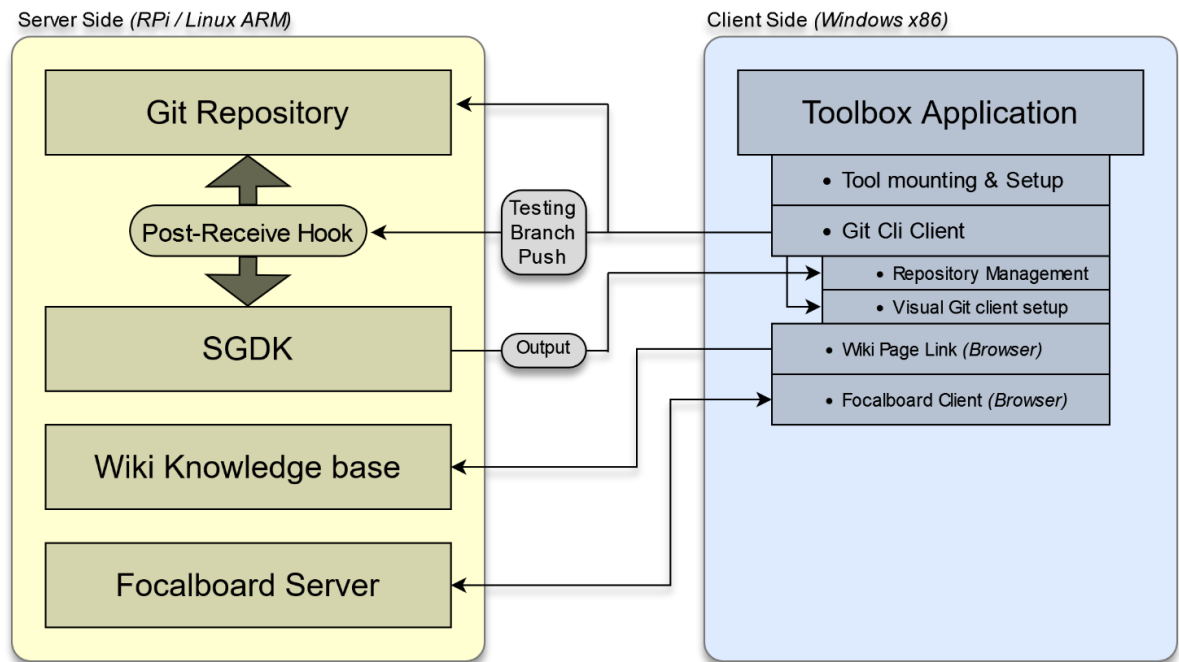 Server Side (RPi / Linux ARM)
Git Repository
Post-Receive Hook
SGDK
Wiki Knowledge base
Focalboard Server
Testing
Branch
Push
Output
Client Side (Windows x86)
Toolbox Application
• Tool mounting & Setup
• Git Cli Client
• Repository Management
• Visual Git client setup
• Wiki Page Link (Browser)
• Focalboard Client (Browser)